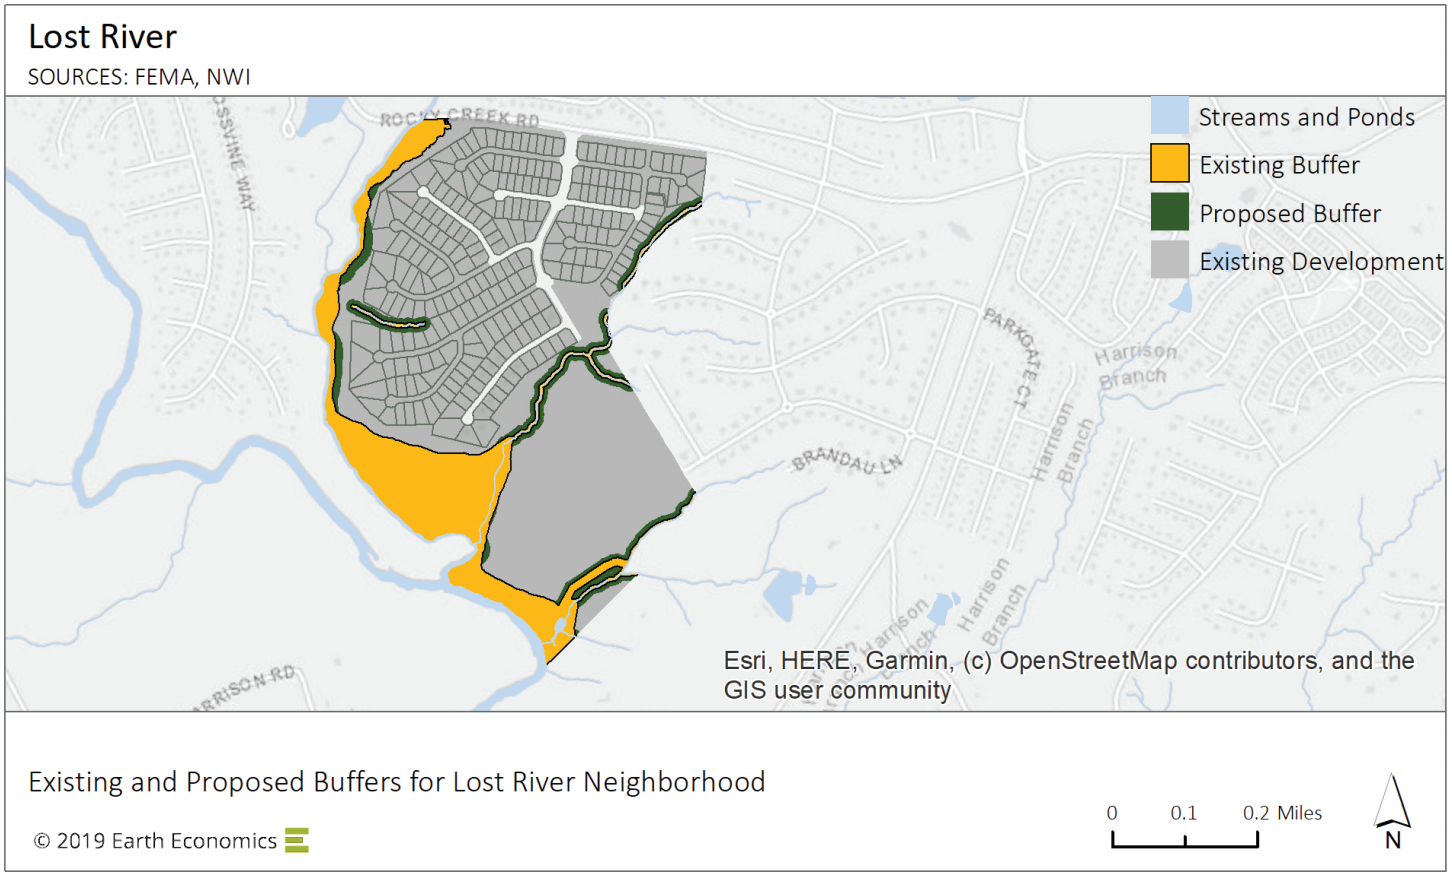 Lost River
SOURCES: FEMA, NWI
ROCKY CREEK RD
OSSVINE WAY
Streams and Ponds
Existing Buffer
Proposed Buffer
Existing Development
PARKGATE CT
Harrison
Branch
Harrison
Branch
BRANDAU LN
Harrison
Branch
Harrison
Branch
ARRISON RD
Esri, HERE, Garmin, (c) OpenStreetMap contributors, and the
GIS user community
Existing and Proposed Buffers for Lost River Neighborhood
© 2019 Earth Economics
0 0.1 0.2 Miles
N